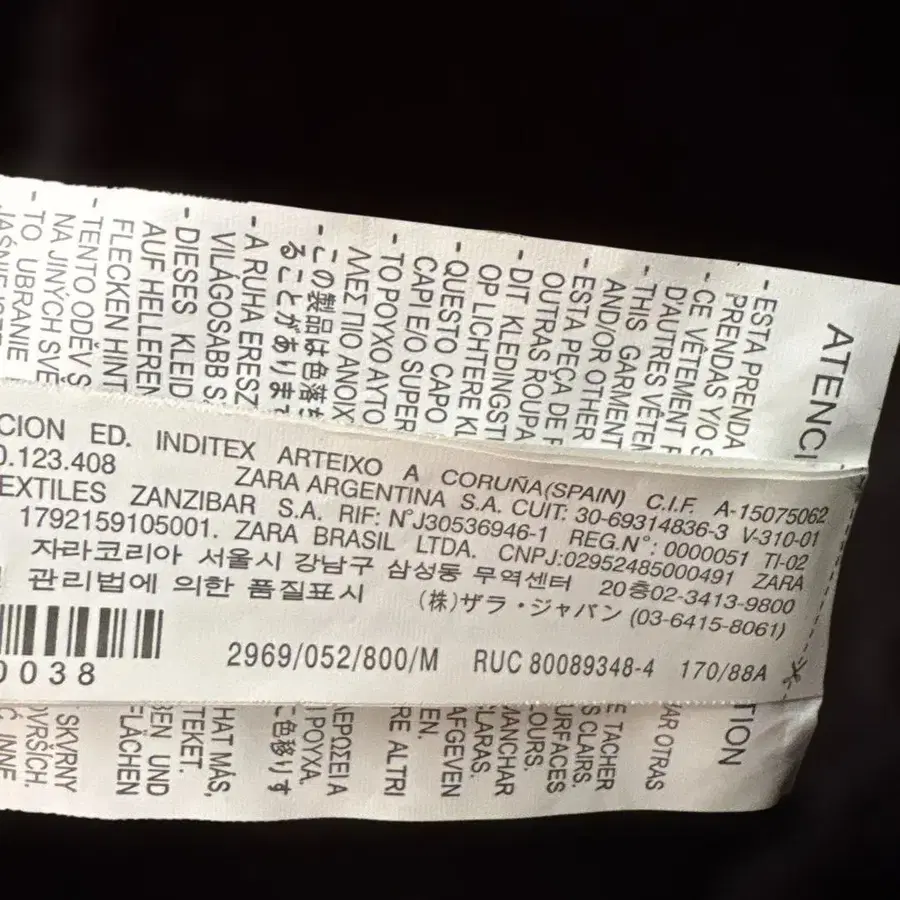 ATENCI
- ESTA PRENDA
PRENDAS Y/O S
- CE VÊTEMENT P
D'AUTRES VÊTEM
- THIS GARMENT
AND/OR OTHER
- ESTA PEÇA DE R
OUTRAS ROUPA
- DIT KLEDINGST
OP LICHTERE KL
- QUESTO CAPO
CAPI E/O SUPER
- ΤΟ ΡΟΥΧΟ ΑΥΤΟ
ΛΛΕΣ ΠΙΟ ΑΝΟΙΧ
- この製品は色落ち
ることがありま
- A RUHA ERESZ
VILÁGOSABB S
- DIESES KLEID
AUF HELLEREN
FLECKEN HINT
- TENTO ODĚV S
NA JINÝCH SVĚ
- TO UBRANIE
CION ED. INDITEX ARTEIXO A CORUÑA(SPAIN) C.I.F. A-15075062
0.123.408 ZARA ARGENTINA S.A. CUIT: 30-69314836-3 V-310-01
EXTILES ZANZIBAR S.A. RIF: N°J30536946-1 REG.N°: 0000051 TI-02
1792159105001. ZARA BRASIL LTDA. CNPJ:02952485000491 ZARA
자라코리아 서울시 강남구 삼성동 무역센터 20층02-3413-9800
관리법에 의한 품질표시 (株)ザラ・ジャパン (03-6415-8061)
0038
2969/052/800/M RUC 80089348-4 170/88A
TION
AR OTRAS
E TACHER
S CLAIRS.
URFACES
OURS.
MANCHAR
LARAS.
AFGEVEN
EN.
RE ALTRI
ΛΕΡΩΣΕΙ Α
Ι ΡΟΥΧΑ.
色移りす
HAT MÁS,
TEKET.
BEN UND
FLÄCHEN
SKVRNY
OVRŠÍCH.
Ć INNE